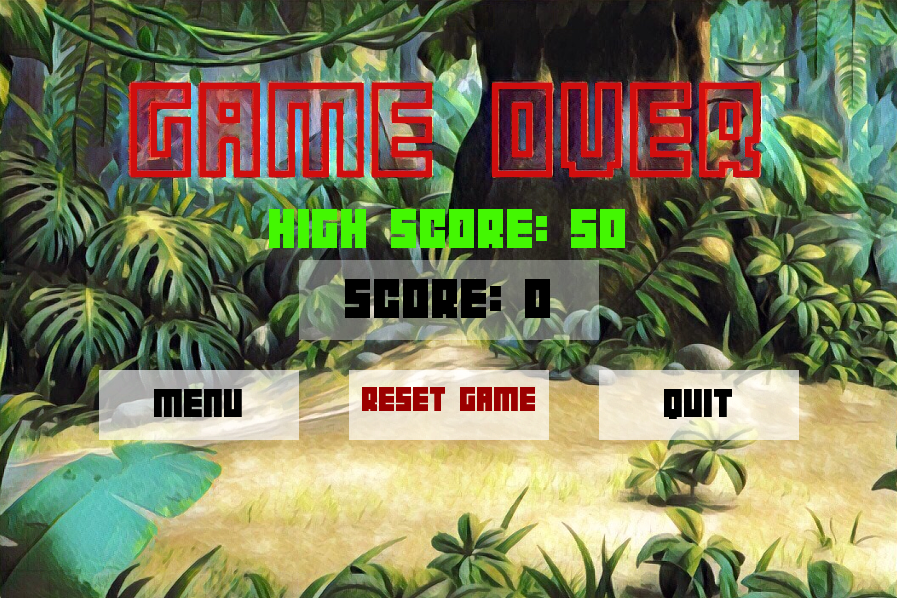 GAME OVER
HIGH SCORE: 50
SCORE: 0
MENU
RESET GAME
QUIT